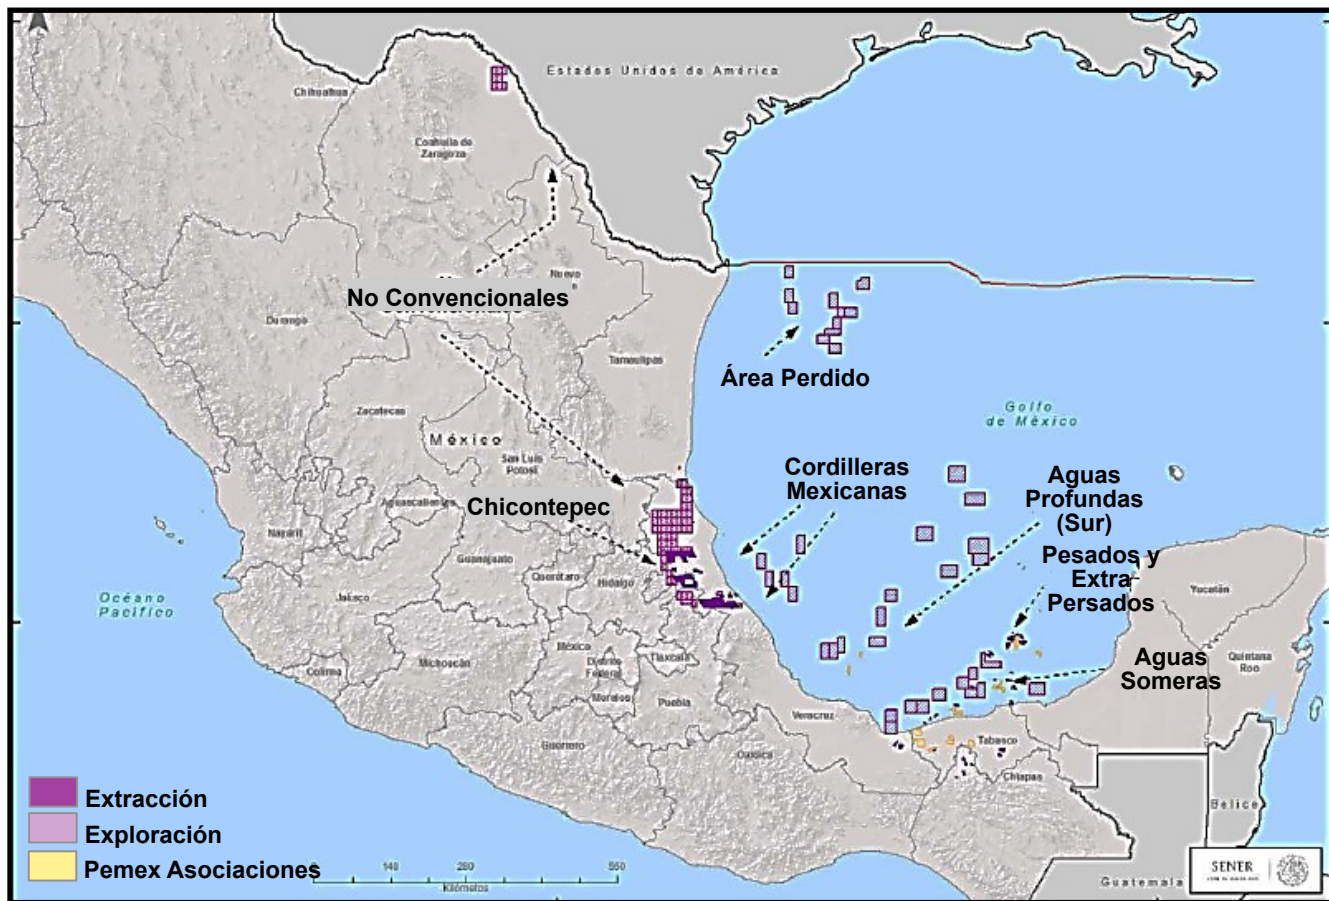 Estados Unidos de América
Chihuahua
Coahuila de
Zaragoza
Nuevo
No Convencionales
Durango
Tamaulipas
Área Perdido
Golfo
de México
Zacatecas
México
San Luis
Potosí
Cordilleras
Mexicanas
Aguas
Profundas
(Sur)
Aguascalientes
Chicontepec
Nayarit
Guanajuato
Querétaro
Hidalgo
Pesados y
Extra-
Persados
Yucatán
Océano
Pacífico
Jalisco
Michoacán
México
Distrito
Federal
Tlaxcala
Morelos
Colima
Puebla
Quintana
Roo
Aguas
Someras
Veracruz
Guerrero
Oaxaca
Tabasco
Chiapas
Belice
Guatemala
Extracción
Exploración
Pemex Asociaciones
0 140 280 560
Kilómetos
SENER